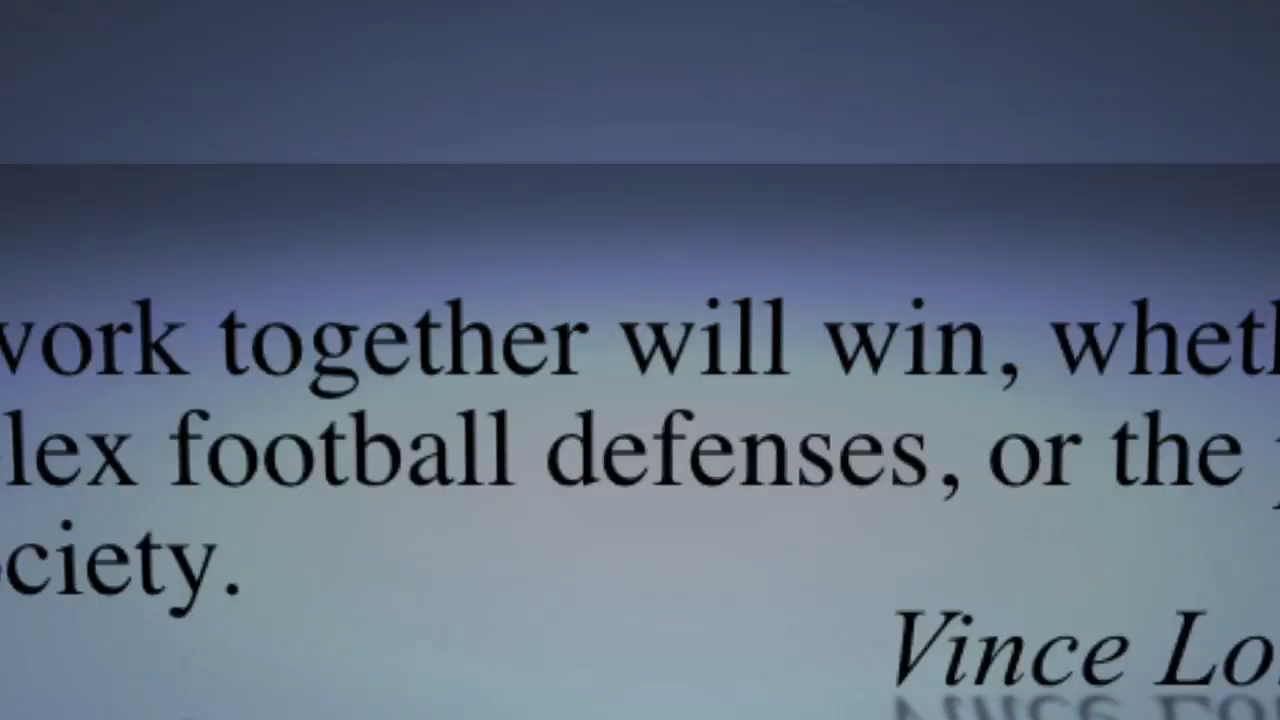 work together will win, wheth
lex football defenses, or the
ciety.
Vince Lo